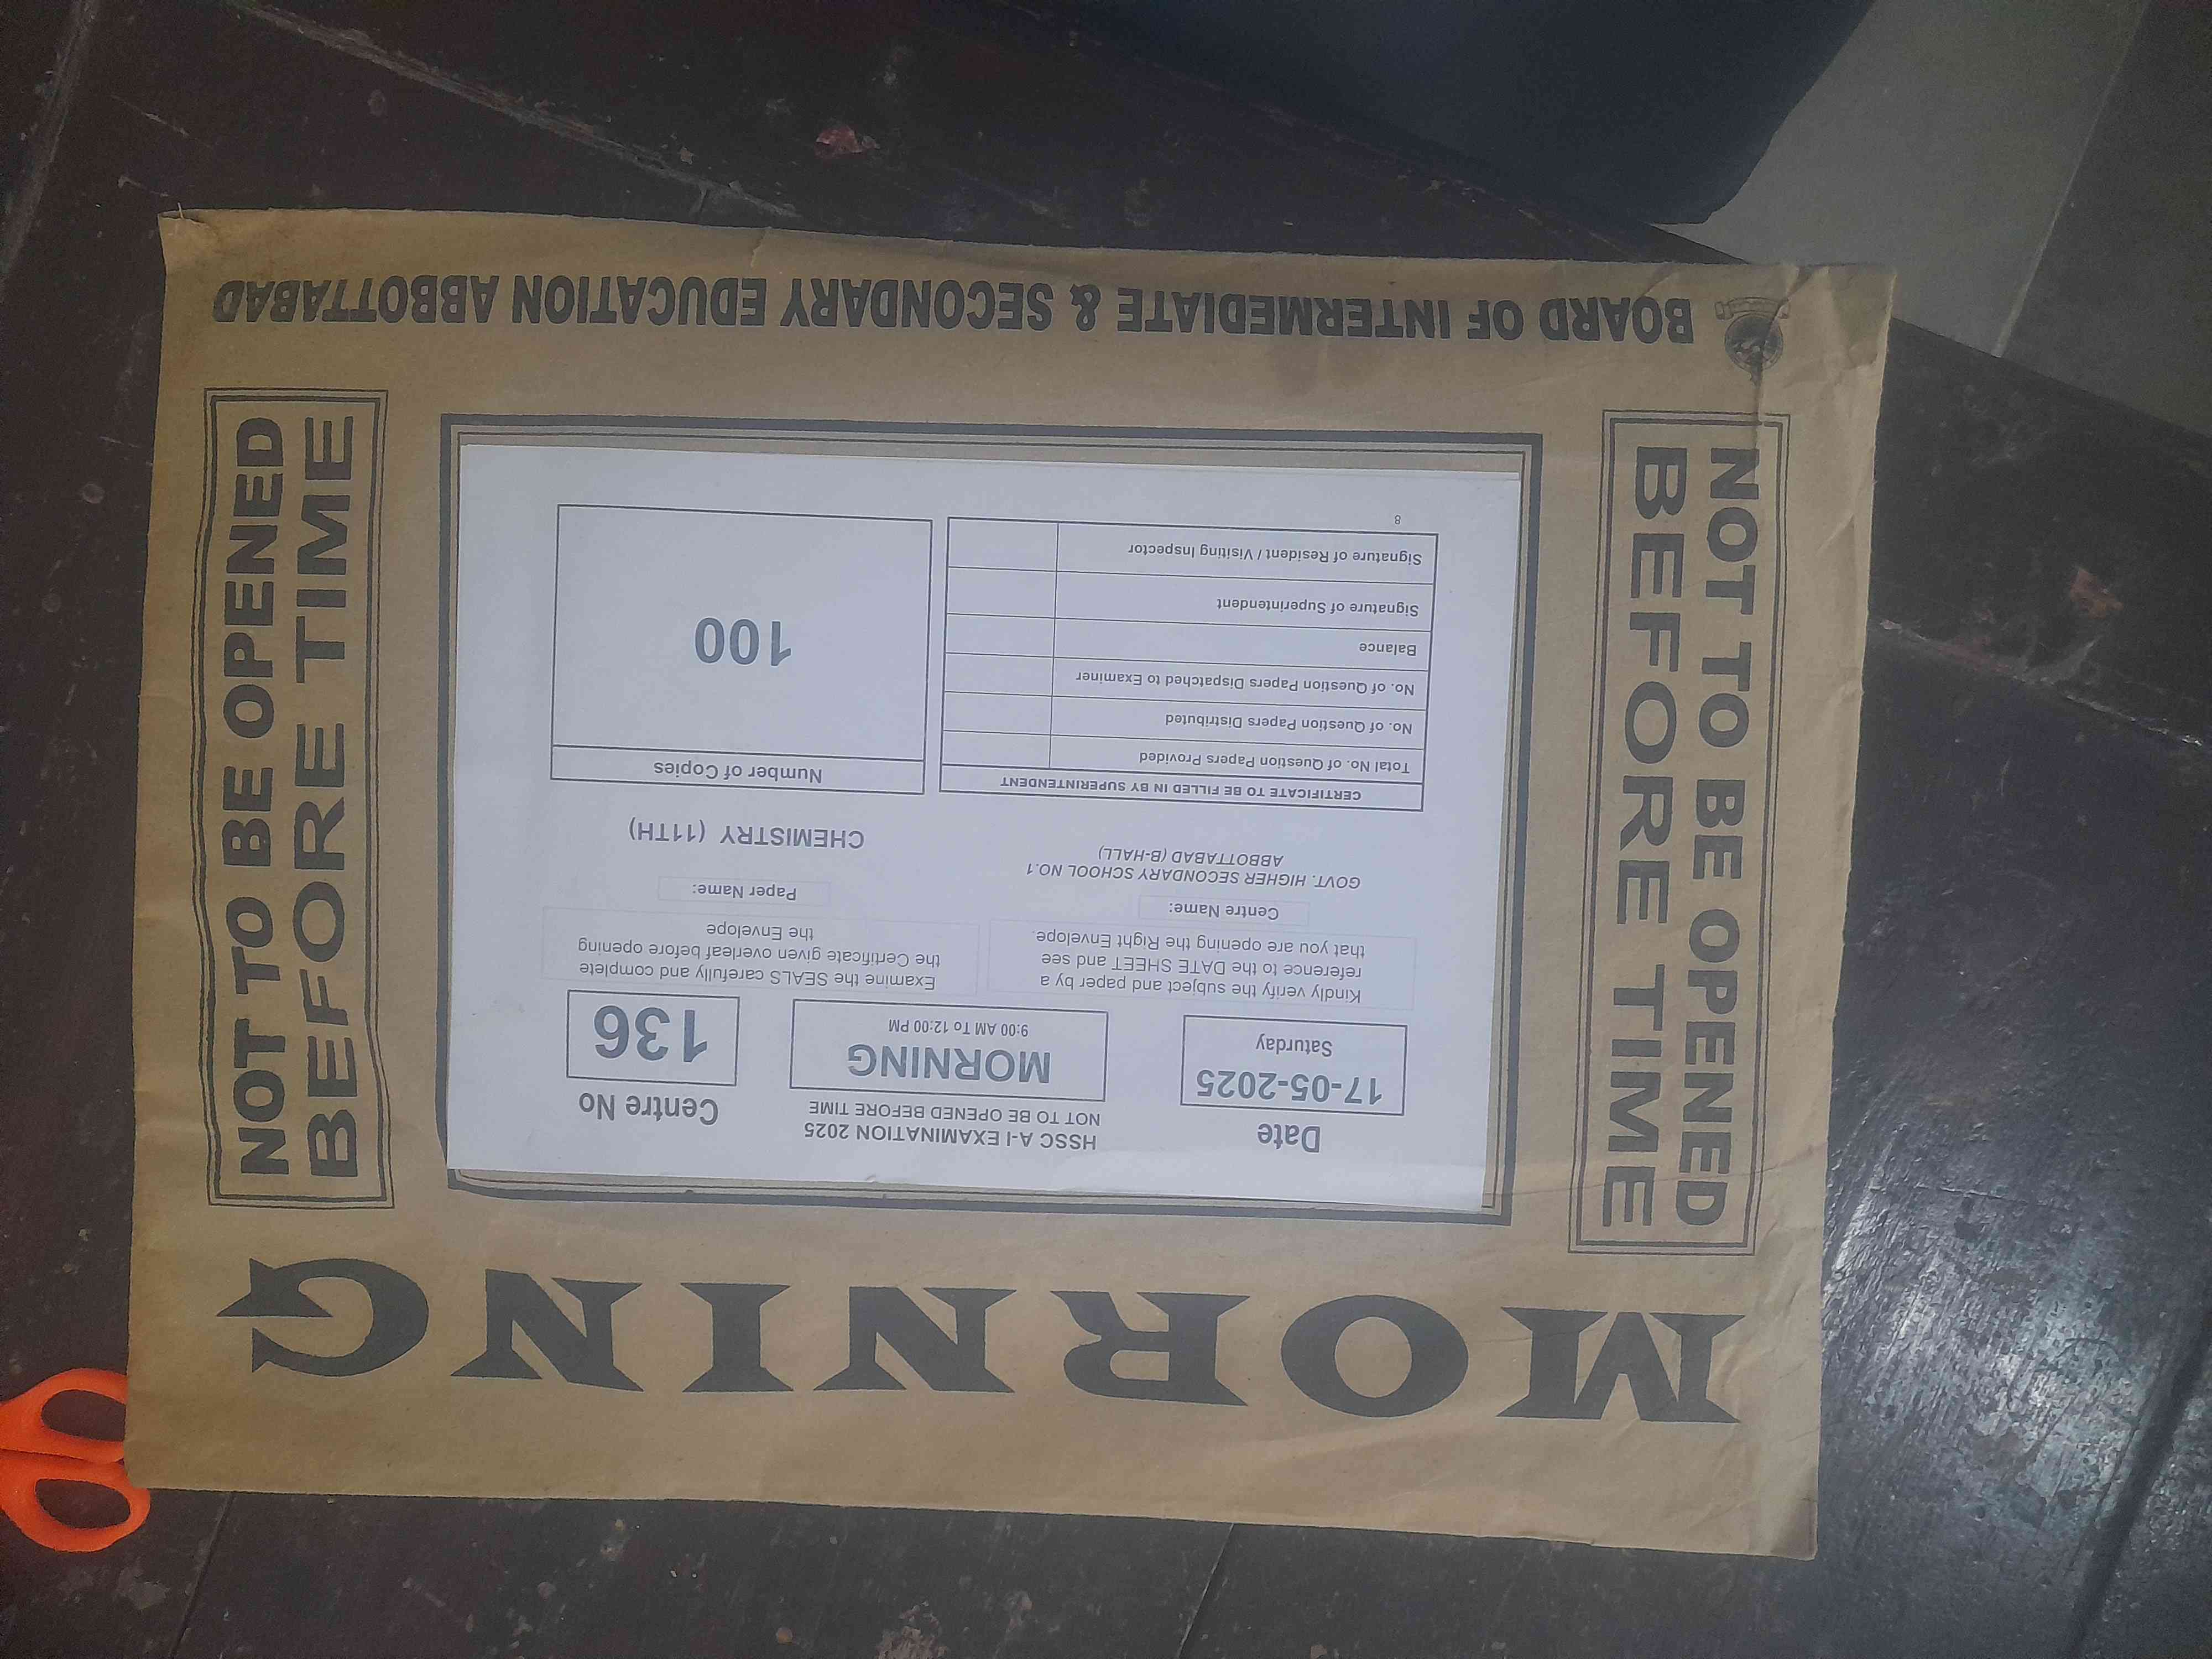 MORNING
NOT TO BE OPENED
BEFORE TIME
HSSC A-I EXAMINATION 2025
NOT TO BE OPENED BEFORE TIME
Date
17-05-2025
Saturday
MORNING
9:00 AM To 12:00 PM
Centre No
136
Kindly verify the subject and paper by a
reference to the DATE SHEET and see
that you are opening the Right Envelope.
Examine the SEALS carefully and complete
the Certificate given overleaf before opening
the Envelope
Centre Name:
GOVT. HIGHER SECONDARY SCHOOL NO.1
ABBOTTABAD (B-HALL)
Paper Name:
CHEMISTRY (11TH)
CERTIFICATE TO BE FILLED IN BY SUPERINTENDENT
Total No. of Question Papers Provided
No. of Question Papers Distributed
No. of Question Papers Dispatched to Examiner
Balance
Signature of Superintendent
Signature of Resident / Visiting Inspector
8
Number of Copies
100
NOT TO BE OPENED
BEFORE TIME
BOARD OF INTERMEDIATE & SECONDARY EDUCATION ABBOTTABAD